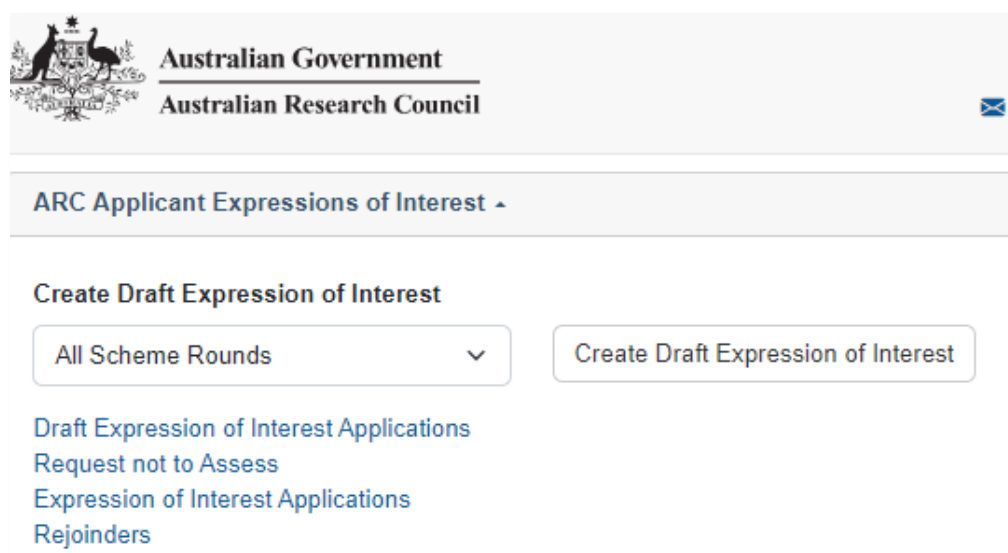 Australian Government
Australian Research Council
ARC Applicant Expressions of Interest
Create Draft Expression of Interest
All Scheme Rounds
Create Draft Expression of Interest
Draft Expression of Interest Applications
Request not to Assess
Expression of Interest Applications
Rejoinders